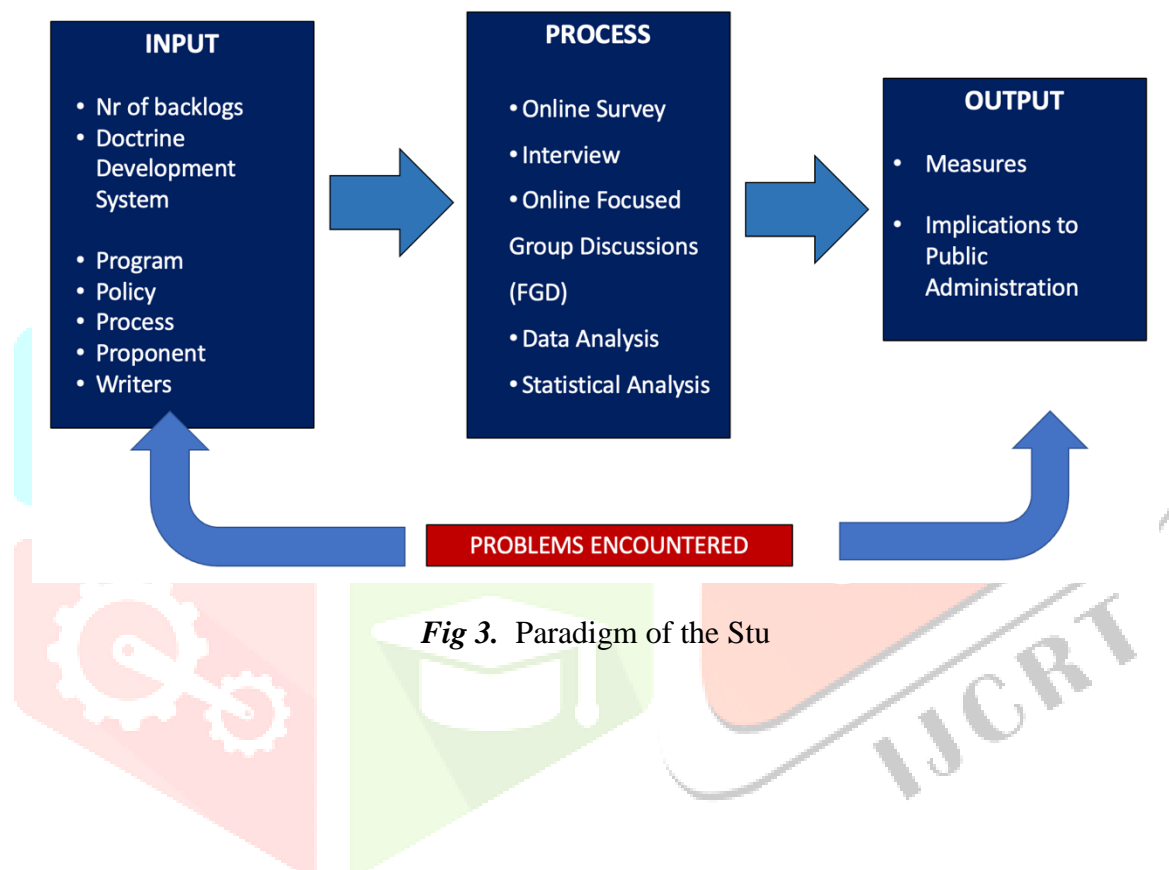 INPUT
• Nr of backlogs
• Doctrine
Development
System
• Program
• Policy
• Process
• Proponent
• Writers
PROCESS
• Online Survey
• Interview
• Online Focused
Group Discussions
(FGD)
• Data Analysis
• Statistical Analysis
OUTPUT
• Measures
• Implications to
Public
Administration
PROBLEMS ENCOUNTERED
Fig 3. Paradigm of the Stu
IJCRT